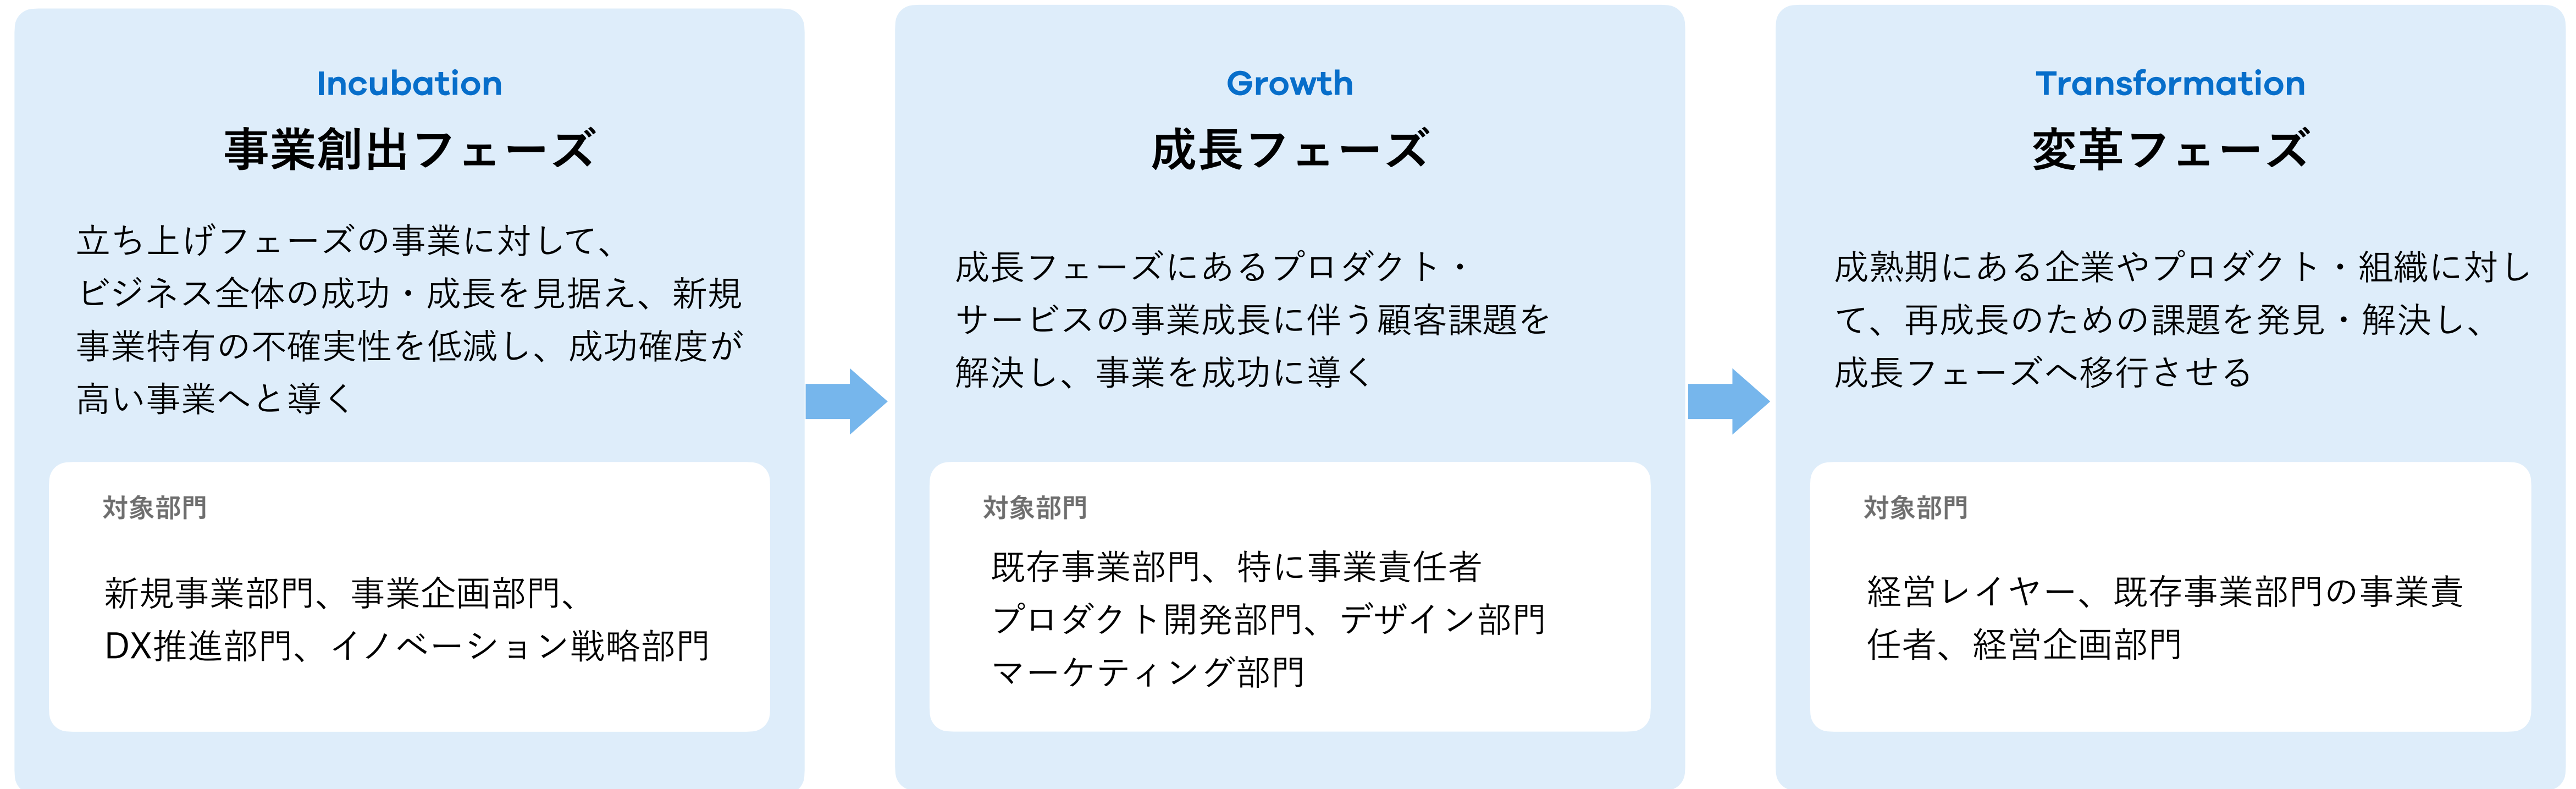 Incubation
事業創出フェーズ
立ち上げフェーズの事業に対して、
ビジネス全体の成功・成長を見据え、新規
事業特有の不確実性を低減し、成功確度が
高い事業へと導く
対象部門
新規事業部門、事業企画部門、
DX推進部門、イノベーション戦略部門
Growth
成長フェーズ
成長フェーズにあるプロダクト・
サービスの事業成長に伴う顧客課題を
解決し、事業を成功に導く
対象部門
既存事業部門、特に事業責任者
プロダクト開発部門、デザイン部門
マーケティング部門
Transformation
変革フェーズ
成熟期にある企業やプロダクト・組織に対し
て、再成長のための課題を発見・解決し、
成長フェーズへ移行させる
対象部門
経営レイヤー、既存事業部門の事業責
任者、経営企画部門